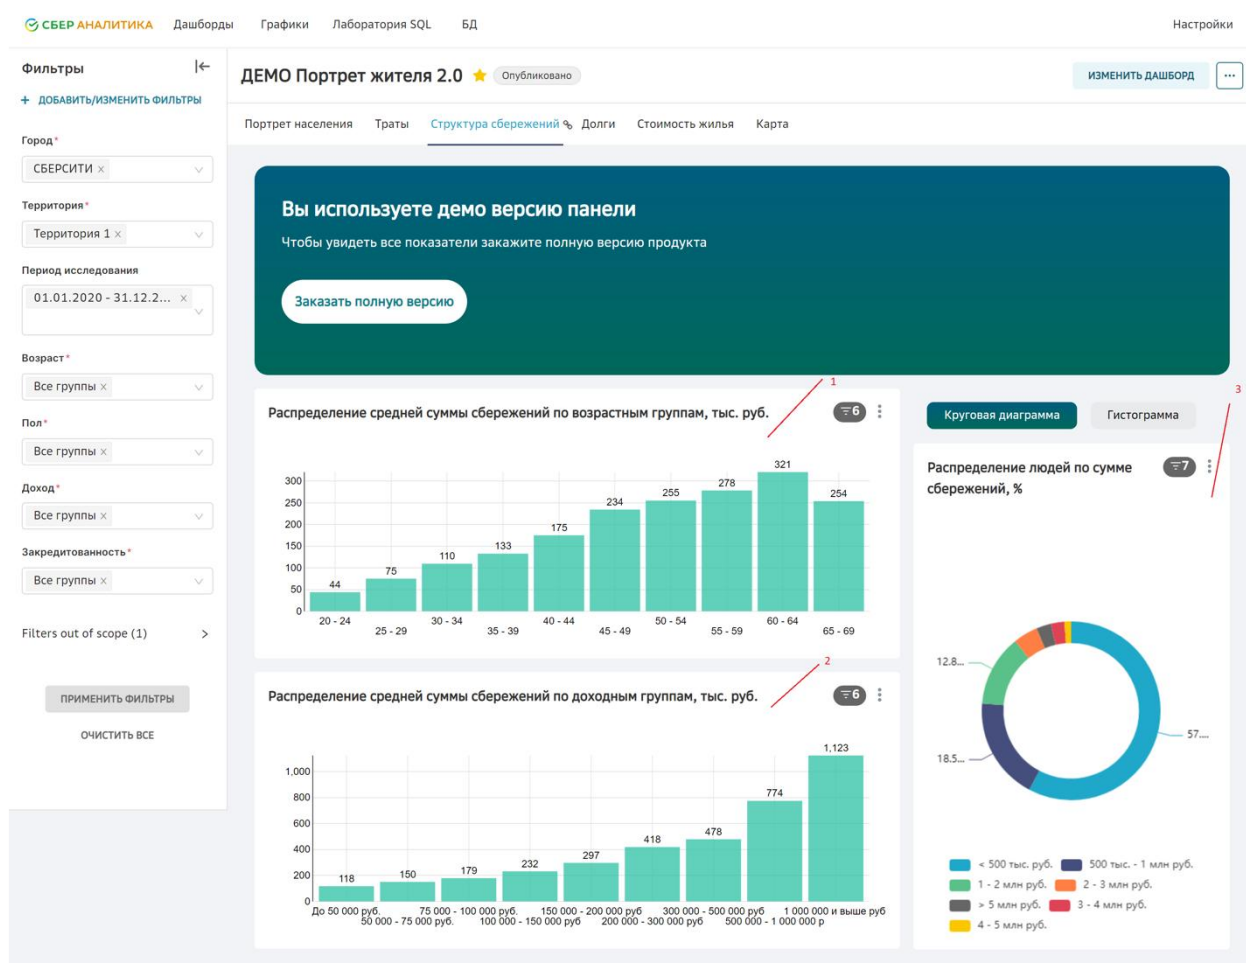 СБЕР АНАЛИТИКА Дашборды Графики Лаборатория SQL БД Настройки
Фильтры
+ ДОБАВИТЬ/ИЗМЕНИТЬ ФИЛЬТРЫ
Город*
СБЕРСИТИ ×
Территория*
Территория 1 ×
Период исследования
01.01.2020 - 31.12.2... ×
Возраст*
Все группы ×
Пол*
Все группы ×
Доход*
Все группы ×
Закредитованность*
Все группы ×
Filters out of scope (1)
ПРИМЕНИТЬ ФИЛЬТРЫ
ОЧИСТИТЬ ВСЕ
ДЕМО Портрет жителя 2.0 Опубликовано
ИЗМЕНИТЬ ДАШБОРД ...
Портрет населения Траты Структура сбережений Долги Стоимость жилья Карта
Вы используете демо версию панели
Чтобы увидеть все показатели закажите полную версию продукта
Заказать полную версию
1
Распределение средней суммы сбережений по возрастным группам, тыс. руб. 6
300
250
200
150
100
50
0
44 75 110 133 175 234 255 278 321 254
20 - 24 25 - 29 30 - 34 35 - 39 40 - 44 45 - 49 50 - 54 55 - 59 60 - 64 65 - 69
2
Распределение средней суммы сбережений по доходным группам, тыс. руб. 6
1,000
800
600
400
200
0
118 150 179 232 297 418 478 774 1,123
До 50 000 руб. 75 000 - 100 000 руб. 150 000 - 200 000 руб 300 000 - 500 000 руб 1 000 000 и выше руб
50 000 - 75 000 руб. 100 000 - 150 000 руб 200 000 - 300 000 руб 500 000 - 1 000 000 р
3
Круговая диаграмма Гистограмма
Распределение людей по сумме 7
сбережений, %
12.8...
57....
18.5...
< 500 тыс. руб. 500 тыс. - 1 млн руб.
1 - 2 млн руб. 2 - 3 млн руб.
> 5 млн руб. 3 - 4 млн руб.
4 - 5 млн руб.